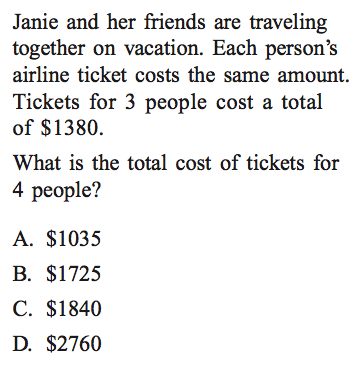 Janie and her friends are traveling
together on vacation. Each person's
airline ticket costs the same amount.
Tickets for 3 people cost a total
of $1380.
What is the total cost of tickets for
4 people?
A. $1035
B. $1725
C. $1840
D. $2760